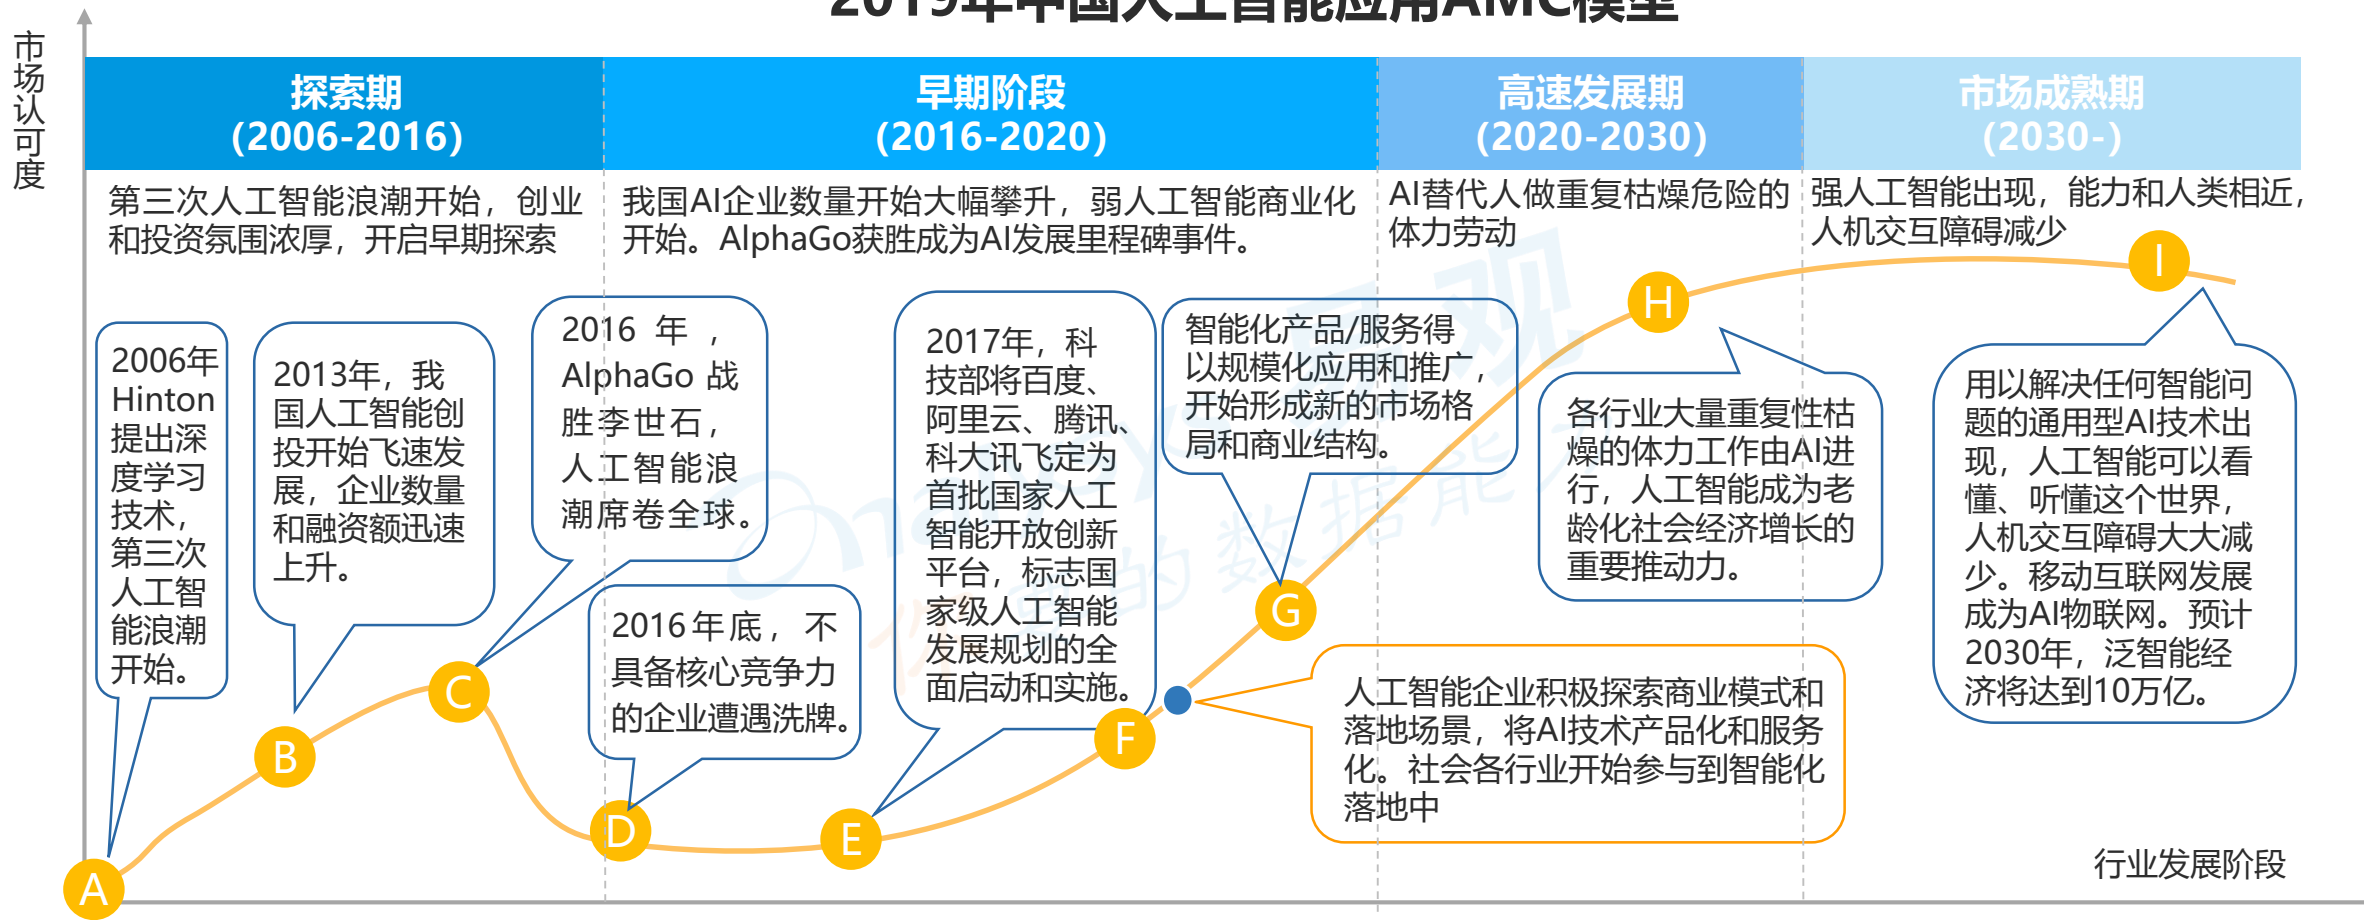 2019年中国人工智能应用AMC模型
市场认可度
探索期
(2006-2016)
早期阶段
(2016-2020)
高速发展期
(2020-2030)
市场成熟期
(2030-)
第三次人工智能浪潮开始，创业
和投资氛围浓厚，开启早期探索
我国AI企业数量开始大幅攀升，弱人工智能商业化
开始。AlphaGo获胜成为AI发展里程碑事件。
AI替代人做重复枯燥危险的
体力劳动
强人工智能出现，能力和人类相近，
人机交互障碍减少
2006年
Hinton
提出深
度学习
技术，
第三次
人工智
能浪潮
开始。
2013年，我
国人工智能创
投开始飞速发
展，企业数量
和融资额迅速
上升。
2016年，
AlphaGo战
胜李世石，
人工智能浪
潮席卷全球。
2016年底，不
具备核心竞争力
的企业遭遇洗牌。
2017年，科
技部将百度、
阿里云、腾讯、
科大讯飞定为
首批国家人工
智能开放创新
平台，标志国
家级人工智能
发展规划的全
面启动和实施。
智能化产品/服务得
以规模化应用和推广，
开始形成新的市场格
局和商业结构。
各行业大量重复性枯
燥的体力工作由AI进
行，人工智能成为老
龄化社会经济增长的
重要推动力。
用以解决任何智能问
题的通用型AI技术出
现，人工智能可以看
懂、听懂这个世界，
人机交互障碍大大减
少。移动互联网发展
成为AI物联网。预计
2030年，泛智能经
济将达到10万亿。
人工智能企业积极探索商业模式和
落地场景，将AI技术产品化和服务
化。社会各行业开始参与到智能化
落地中
A
B
C
D
E
F
G
H
I
行业发展阶段
analysys 易观
你要的数据能力